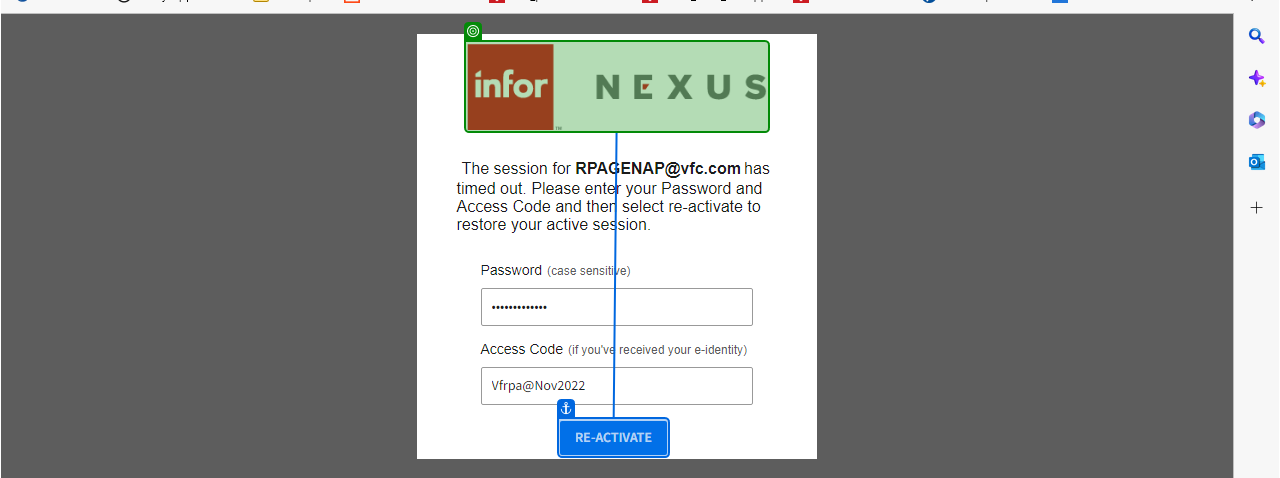 infor NEXUS
™
The session for RPAGENAP@vfc.com has
timed out. Please enter your Password and
Access Code and then select re-activate to
restore your active session.
Password (case sensitive)
•••••••••••••
Access Code (if you've received your e-identity)
Vfrpa@Nov2022
RE-ACTIVATE